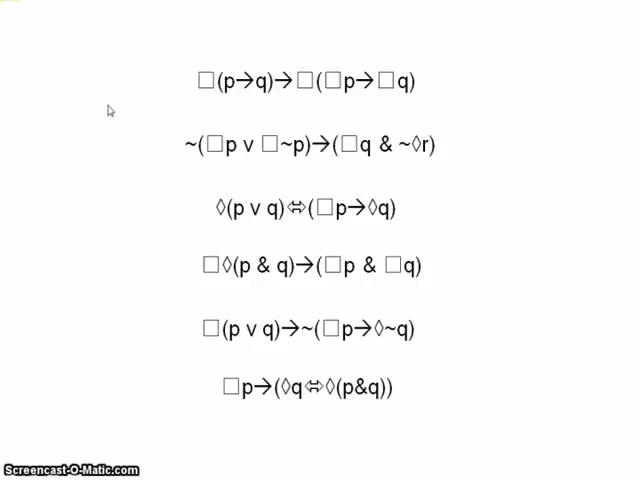 □(p→q)→□(□p→□q)
~(□p v □~p)→(□q & ~◊r)
◊(p v q)⇔(□p→◊q)
□◊(p & q)→(□p & □q)
□(p v q)→~(□p→◊~q)
□p→(◊q⇔◊(p&q))
Screencast-O-Matic.com